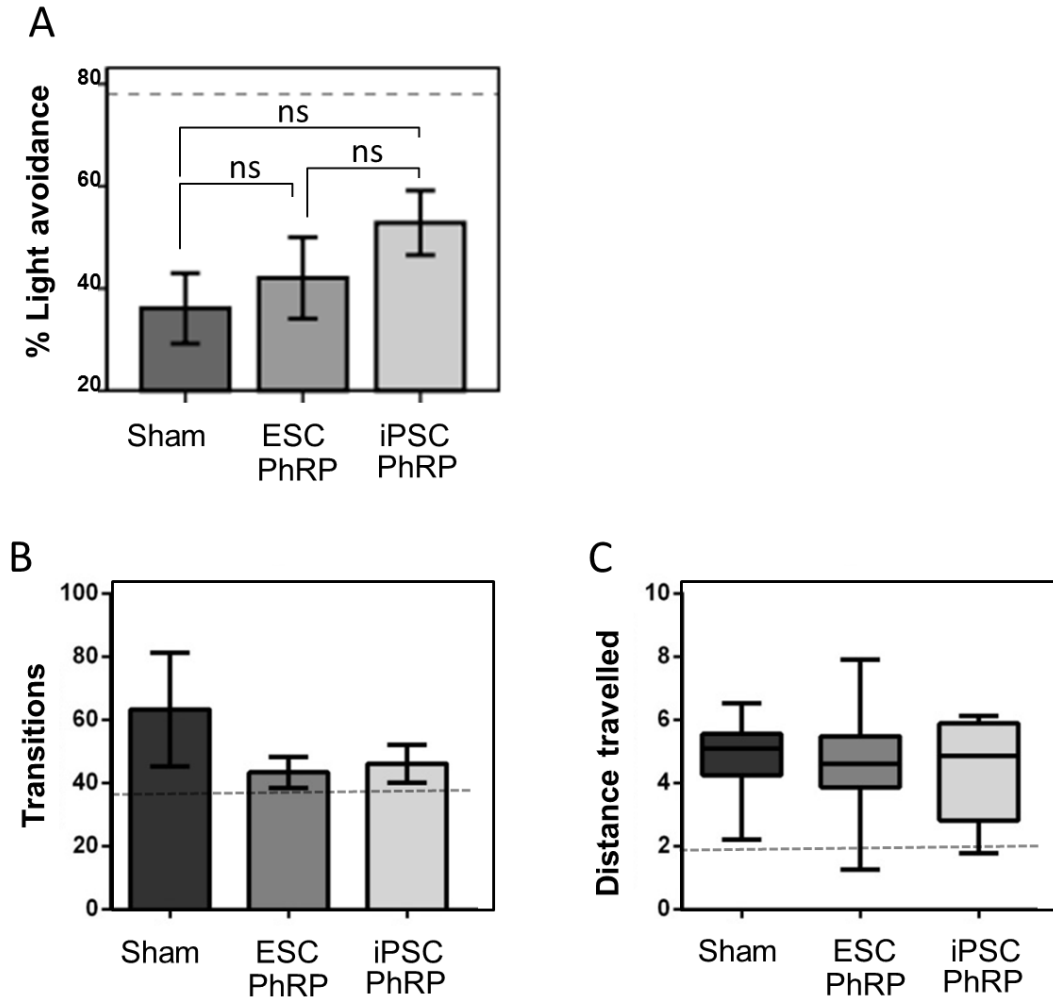 A
% Light avoidance
80
60
40
20
ns
ns
ns
Sham
ESC
PhRP
iPSC
PhRP
B
Transitions
100
80
60
40
20
0
Sham
ESC
PhRP
iPSC
PhRP
C
Distance travelled
10
8
6
4
2
0
Sham
ESC
PhRP
iPSC
PhRP